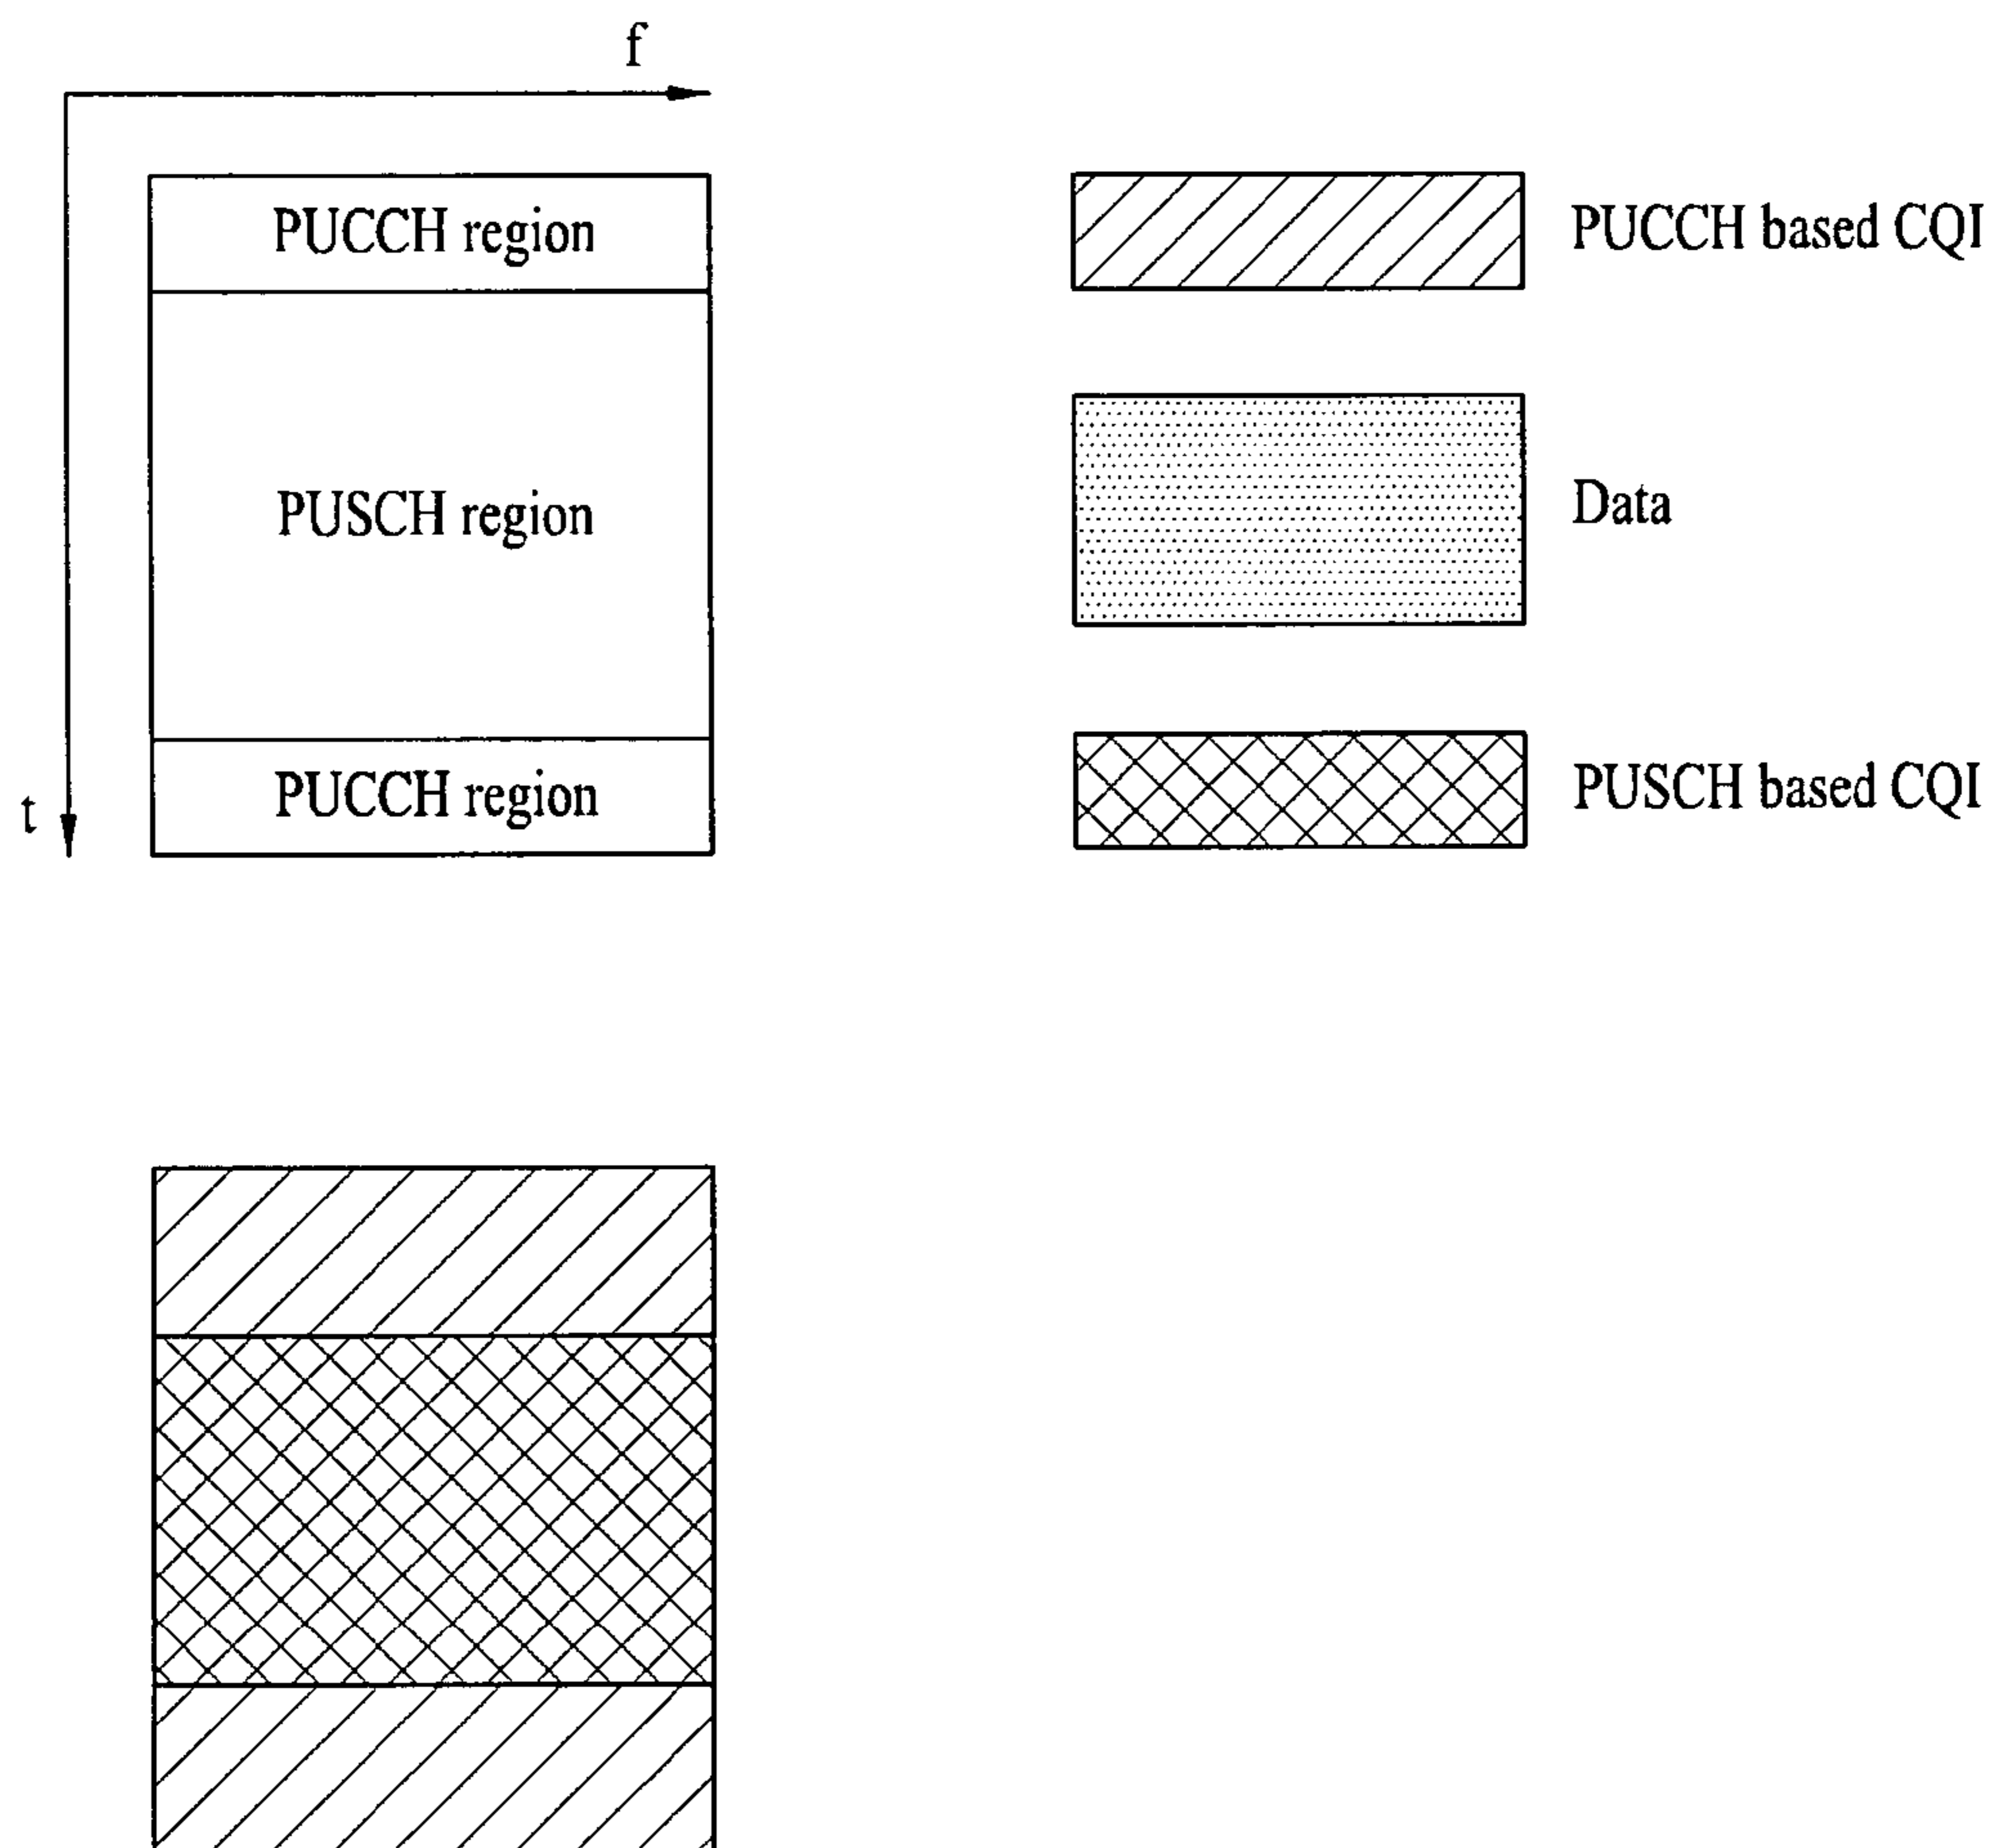 f
PUCCH region
PUSCH region
PUCCH region
t
PUCCH based CQI
Data
PUSCH based CQI